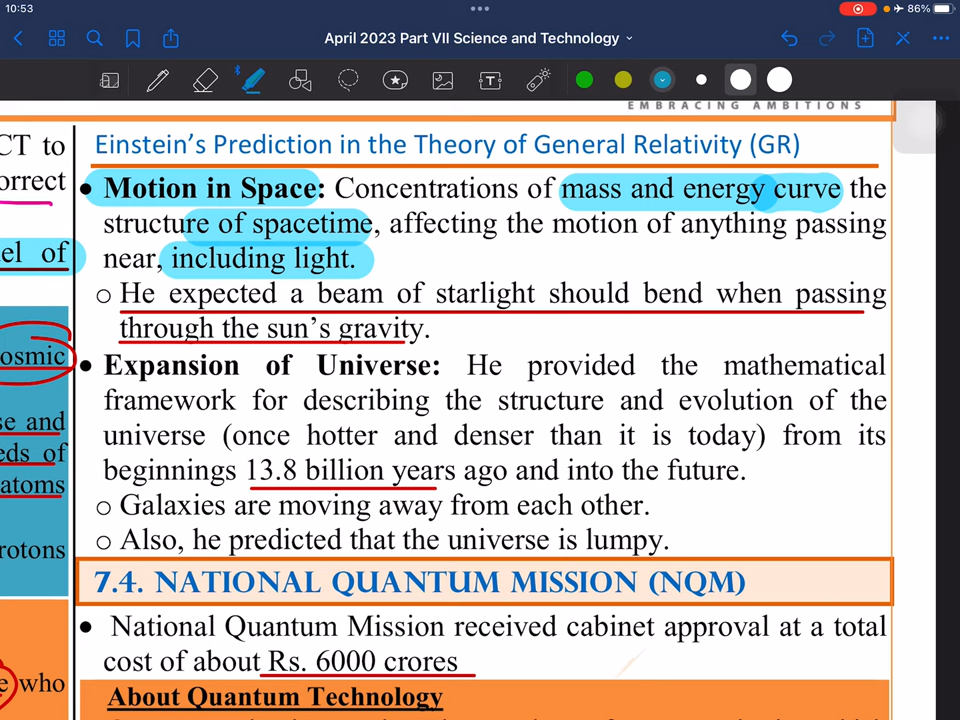 10:53
86%
April 2023 Part VII Science and Technology
EMBRACING AMBITIONS
CT to
orrect
el of
osmic
se and
eds of
atoms
rotons
e who
Einstein's Prediction in the Theory of General Relativity (GR)
• Motion in Space: Concentrations of mass and energy curve the
structure of spacetime, affecting the motion of anything passing
near, including light.
o He expected a beam of starlight should bend when passing
through the sun's gravity.
• Expansion of Universe: He provided the mathematical
framework for describing the structure and evolution of the
universe (once hotter and denser than it is today) from its
beginnings 13.8 billion years ago and into the future.
o Galaxies are moving away from each other.
o Also, he predicted that the universe is lumpy.
7.4. NATIONAL QUANTUM MISSION (NQM)
• National Quantum Mission received cabinet approval at a total
cost of about Rs. 6000 crores
About Quantum Technology